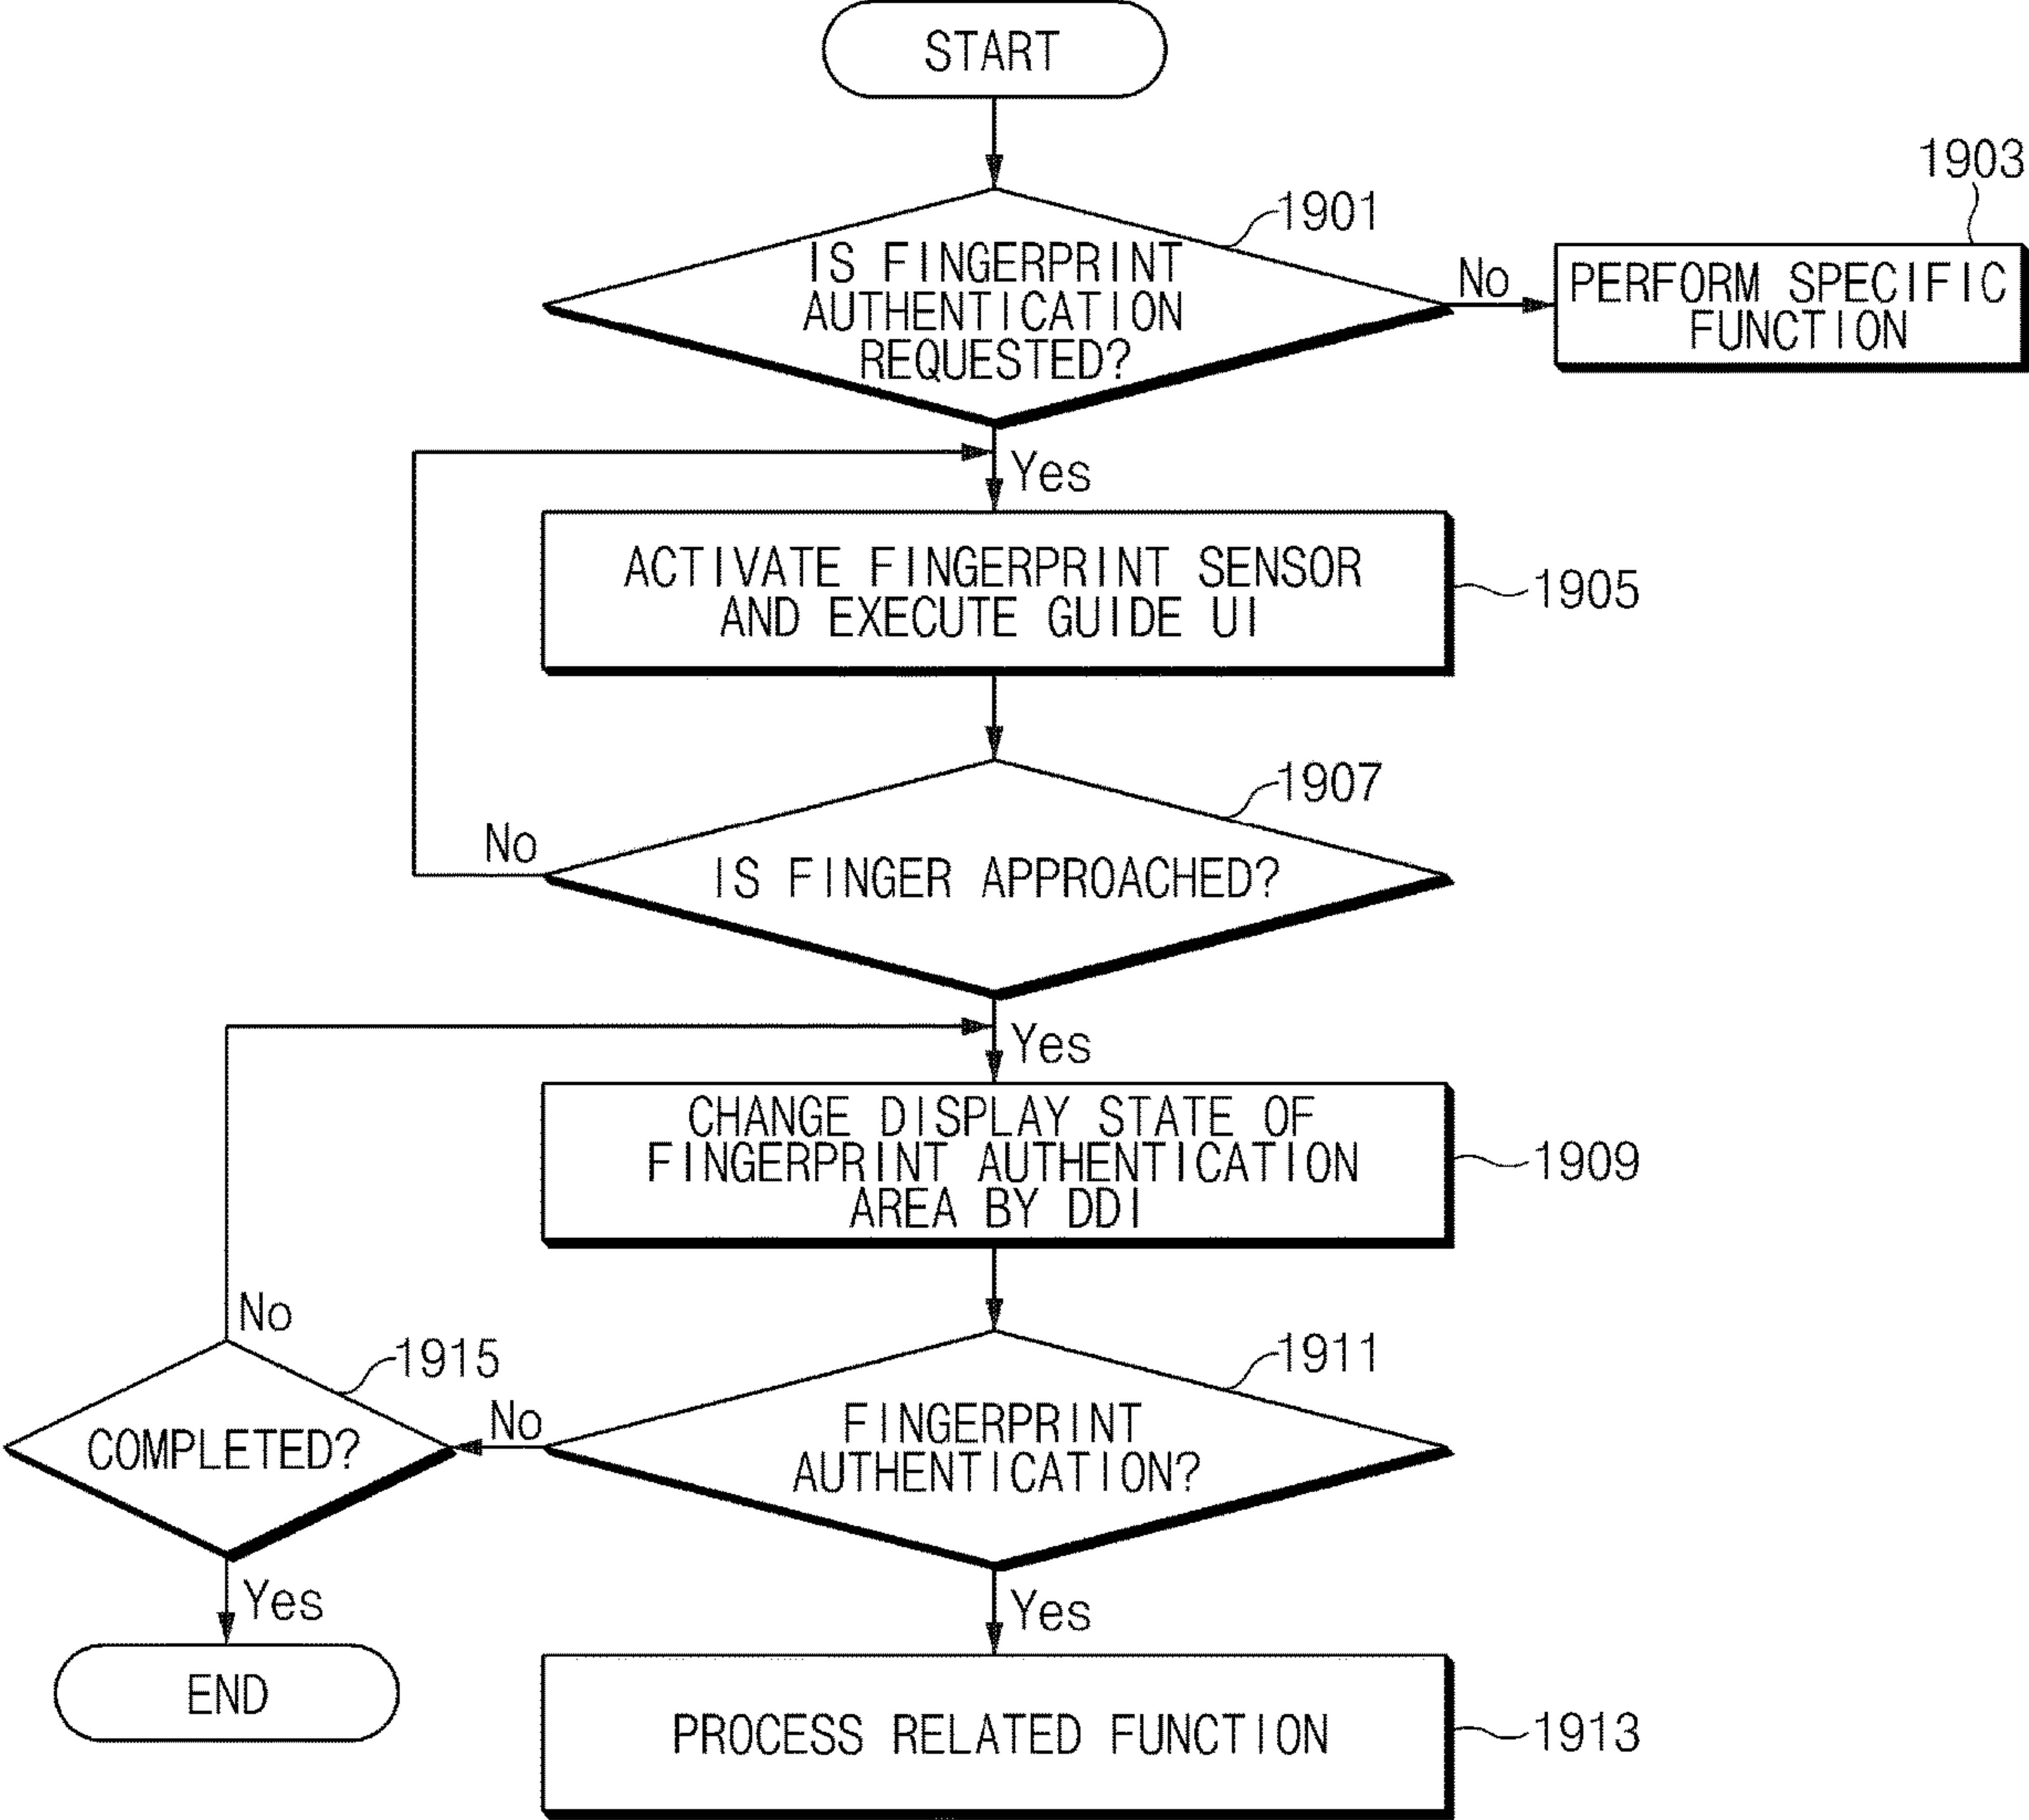 START
1901
IS FINGERPRINT
AUTHENTICATION
REQUESTED?
No
1903
PERFORM SPECIFIC
FUNCTION
Yes
ACTIVATE FINGERPRINT SENSOR
AND EXECUTE GUIDE UI
1905
1907
No
IS FINGER APPROACHED?
Yes
CHANGE DISPLAY STATE OF
FINGERPRINT AUTHENTICATION
AREA BY DDI
1909
No
1915
COMPLETED?
No
1911
FINGERPRINT
AUTHENTICATION?
Yes
END
Yes
PROCESS RELATED FUNCTION
1913